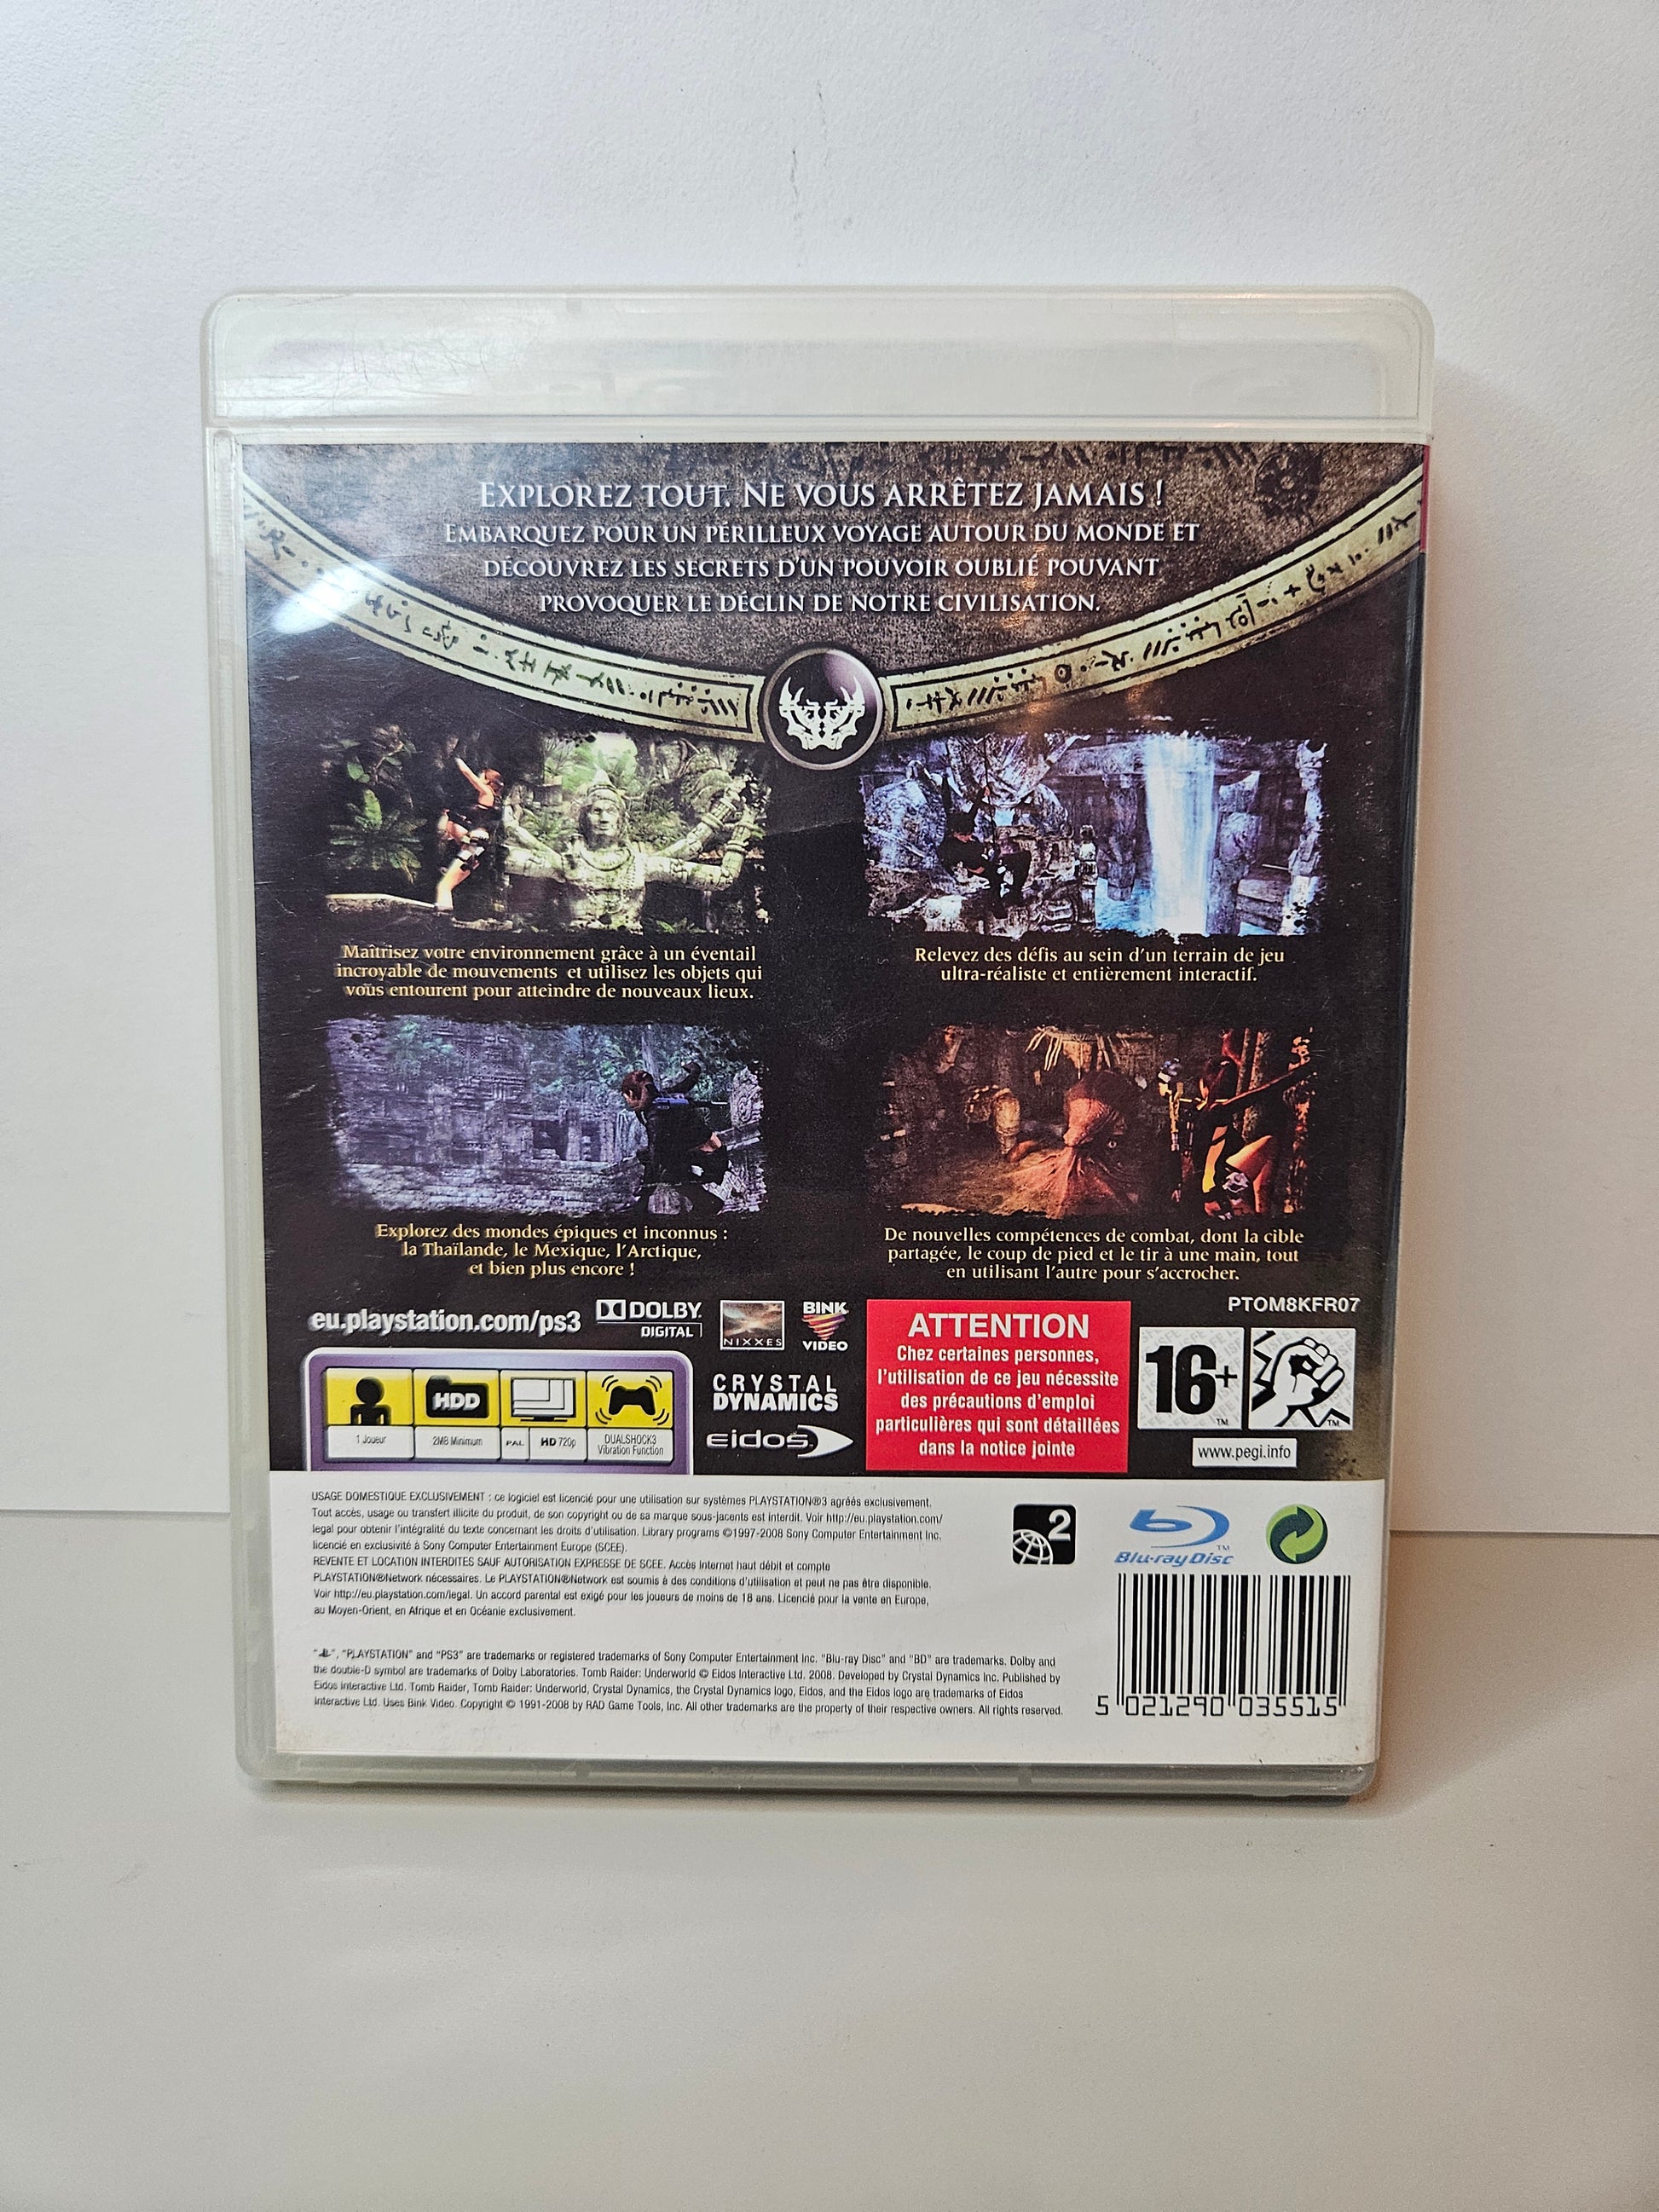 EXPLOREZ TOUT. NE VOUS ARRÊTEZ JAMAIS !
EMBARQUEZ POUR UN PÉRILLEUX VOYAGE AUTOUR DU MONDE ET
DÉCOUVREZ LES SECRETS D'UN POUVOIR OUBLIÉ POUVANT
PROVOQUER LE DÉCLIN DE NOTRE CIVILISATION.
Maîtrisez votre environnement grâce à un éventail
incroyable de mouvements et utilisez les objets qui
vous entourent pour atteindre de nouveaux lieux.
Relevez des défis au sein d'un terrain de jeu
ultra-réaliste et entièrement interactif.
Explorez des mondes épiques et inconnus :
la Thaïlande, le Mexique, l'Arctique,
et bien plus encore !
De nouvelles compétences de combat, dont la cible
partagée, le coup de pied et le tir à une main, tout
en utilisant l'autre pour s'accrocher.
eu.playstation.com/ps3
DOLBY
DIGITAL
NIXXES
BINK
VIDEO
HDD
1 Joueur
2MB Minimum
PAL
HD 720p
DUALSHOCK3
Vibration Function
CRYSTAL
DYNAMICS
eidos
ATTENTION
Chez certaines personnes,
l'utilisation de ce jeu nécessite
des précautions d'emploi
particulières qui sont détaillées
dans la notice jointe
PTOM8KFR07
16+
TM
TM
www.pegi.info
USAGE DOMESTIQUE EXCLUSIVEMENT : ce logiciel est licencié pour une utilisation sur systèmes PLAYSTATION®3 agréés exclusivement.
Tout accès, usage ou transfert illicite du produit, de son copyright ou de sa marque sous-jacents est interdit. Voir http://eu.playstation.com/
legal pour obtenir l'intégralité du texte concernant les droits d'utilisation. Library programs ©1997-2008 Sony Computer Entertainment Inc.
licencié en exclusivité à Sony Computer Entertainment Europe (SCEE).
REVENTE ET LOCATION INTERDITES SAUF AUTORISATION EXPRESSE DE SCEE. Accès Internet haut débit et compte
PLAYSTATION®Network nécessaires. Le PLAYSTATION®Network est soumis à des conditions d'utilisation et peut ne pas être disponible.
Voir http://eu.playstation.com/legal. Un accord parental est exigé pour les joueurs de moins de 18 ans. Licencié pour la vente en Europe,
au Moyen-Orient, en Afrique et en Océanie exclusivement.
2
Blu-ray Disc
TM
"", "PLAYSTATION" and "PS3" are trademarks or registered trademarks of Sony Computer Entertainment Inc. "Blu-ray Disc" and "BD" are trademarks. Dolby and
the double-D symbol are trademarks of Dolby Laboratories. Tomb Raider: Underworld © Eidos Interactive Ltd. 2008. Developed by Crystal Dynamics Inc. Published by
Eidos Interactive Ltd. Tomb Raider, Tomb Raider: Underworld, Crystal Dynamics, the Crystal Dynamics logo, Eidos, and the Eidos logo are trademarks of Eidos
Interactive Ltd. Uses Bink Video. Copyright © 1991-2008 by RAD Game Tools, Inc. All other trademarks are the property of their respective owners. All rights reserved.
5 021290 035515